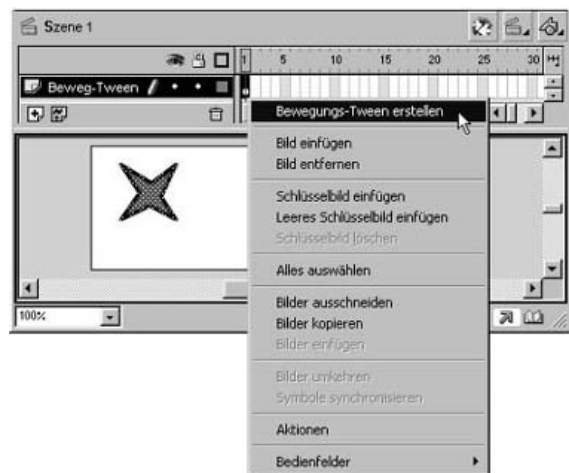 Szene 1
1 5 10 15 20 25 30
Beweg-Tween
Bewegungs-Tween erstellen
Bild einfügen
Bild entfernen
Schlüsselbild einfügen
Leeres Schlüsselbild einfügen
Schlüsselbild löschen
Alles auswählen
Bilder ausschneiden
Bilder kopieren
Bilder einfügen
Bilder umkehren
Symbole synchronisieren
Aktionen
Bedienfelder
100%